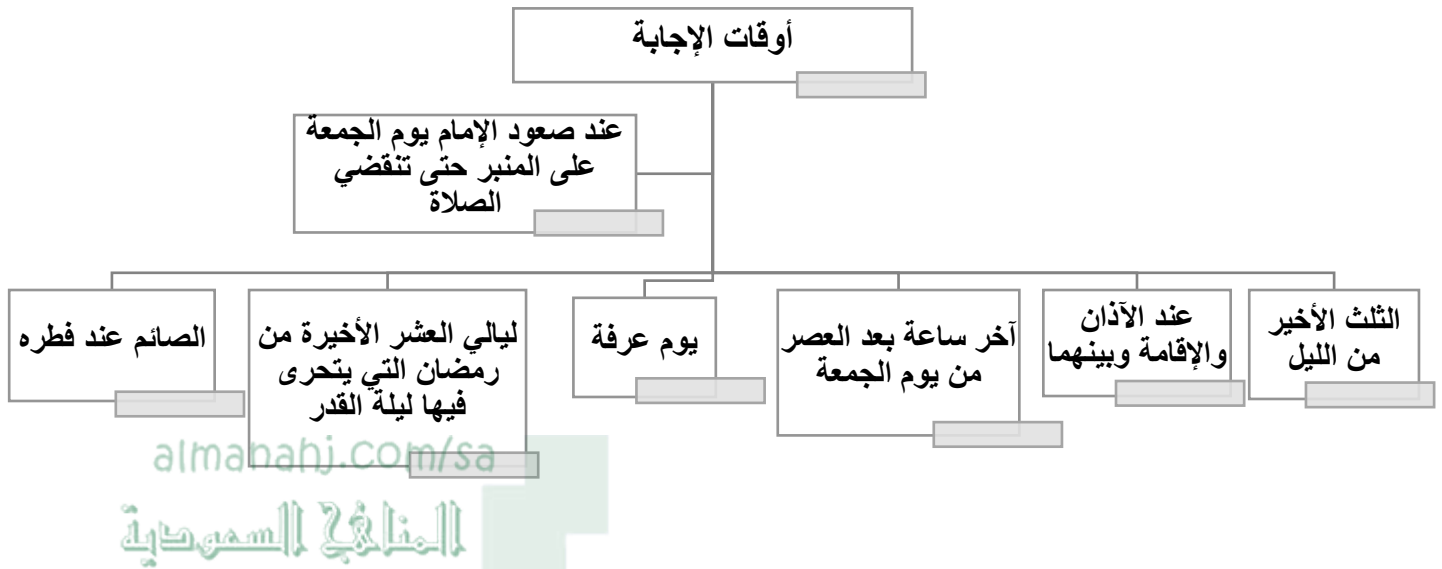 أوقات الإجابة
عند صعود الإمام يوم الجمعة
على المنبر حتى تنقضي
الصلاة
الثلث الأخير
من الليل
عند الآذان
والإقامة وبينهما
آخر ساعة بعد العصر
من يوم الجمعة
يوم عرفة
ليالي العشر الأخيرة من
رمضان التي يتحرى
فيها ليلة القدر
الصائم عند فطره
almanahj.com/sa
المناهج السعودية